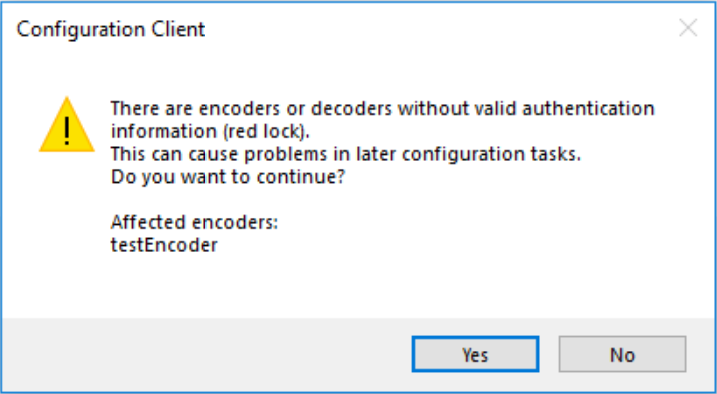 Configuration Client
There are encoders or decoders without valid authentication
information (red lock).
This can cause problems in later configuration tasks.
Do you want to continue?
Affected encoders:
testEncoder
Yes
No